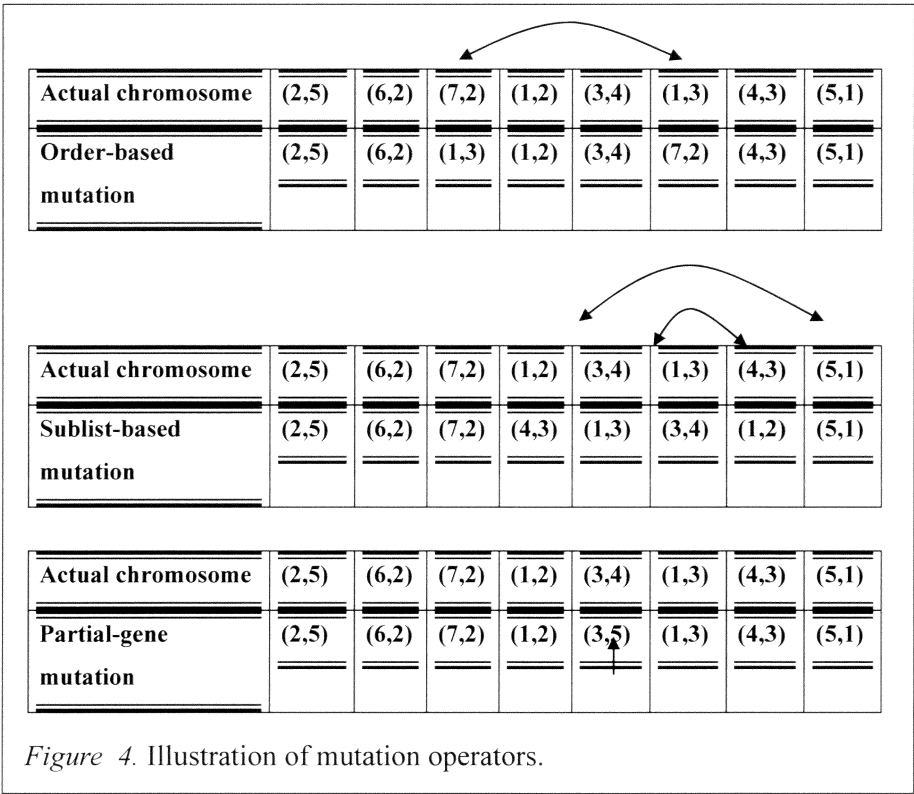 Actual chromosome (2,5) (6,2) (7,2) (1,2) (3,4) (1,3) (4,3) (5,1)
Order-based (2,5) (6,2) (1,3) (1,2) (3,4) (7,2) (4,3) (5,1)
mutation
Actual chromosome (2,5) (6,2) (7,2) (1,2) (3,4) (1,3) (4,3) (5,1)
Sublist-based (2,5) (6,2) (7,2) (4,3) (1,3) (3,4) (1,2) (5,1)
mutation
Actual chromosome (2,5) (6,2) (7,2) (1,2) (3,4) (1,3) (4,3) (5,1)
Partial-gene (2,5) (6,2) (7,2) (1,2) (3,5) (1,3) (4,3) (5,1)
mutation
Figure 4. Illustration of mutation operators.